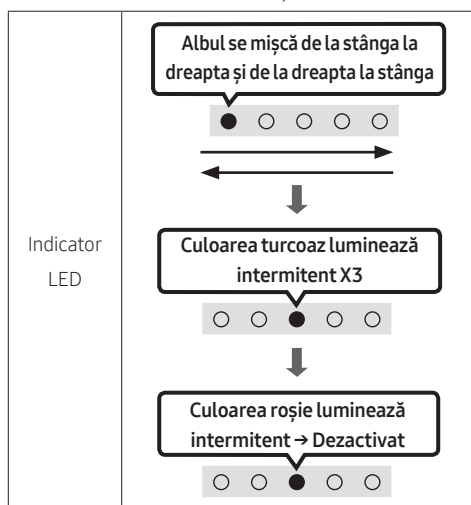 Albul se mișcă de la stânga la
dreapta și de la dreapta la stânga
Indicator
LED
Culoarea turcoaz luminează
intermitent X3
Culoarea roșie luminează
intermitent → Dezactivat